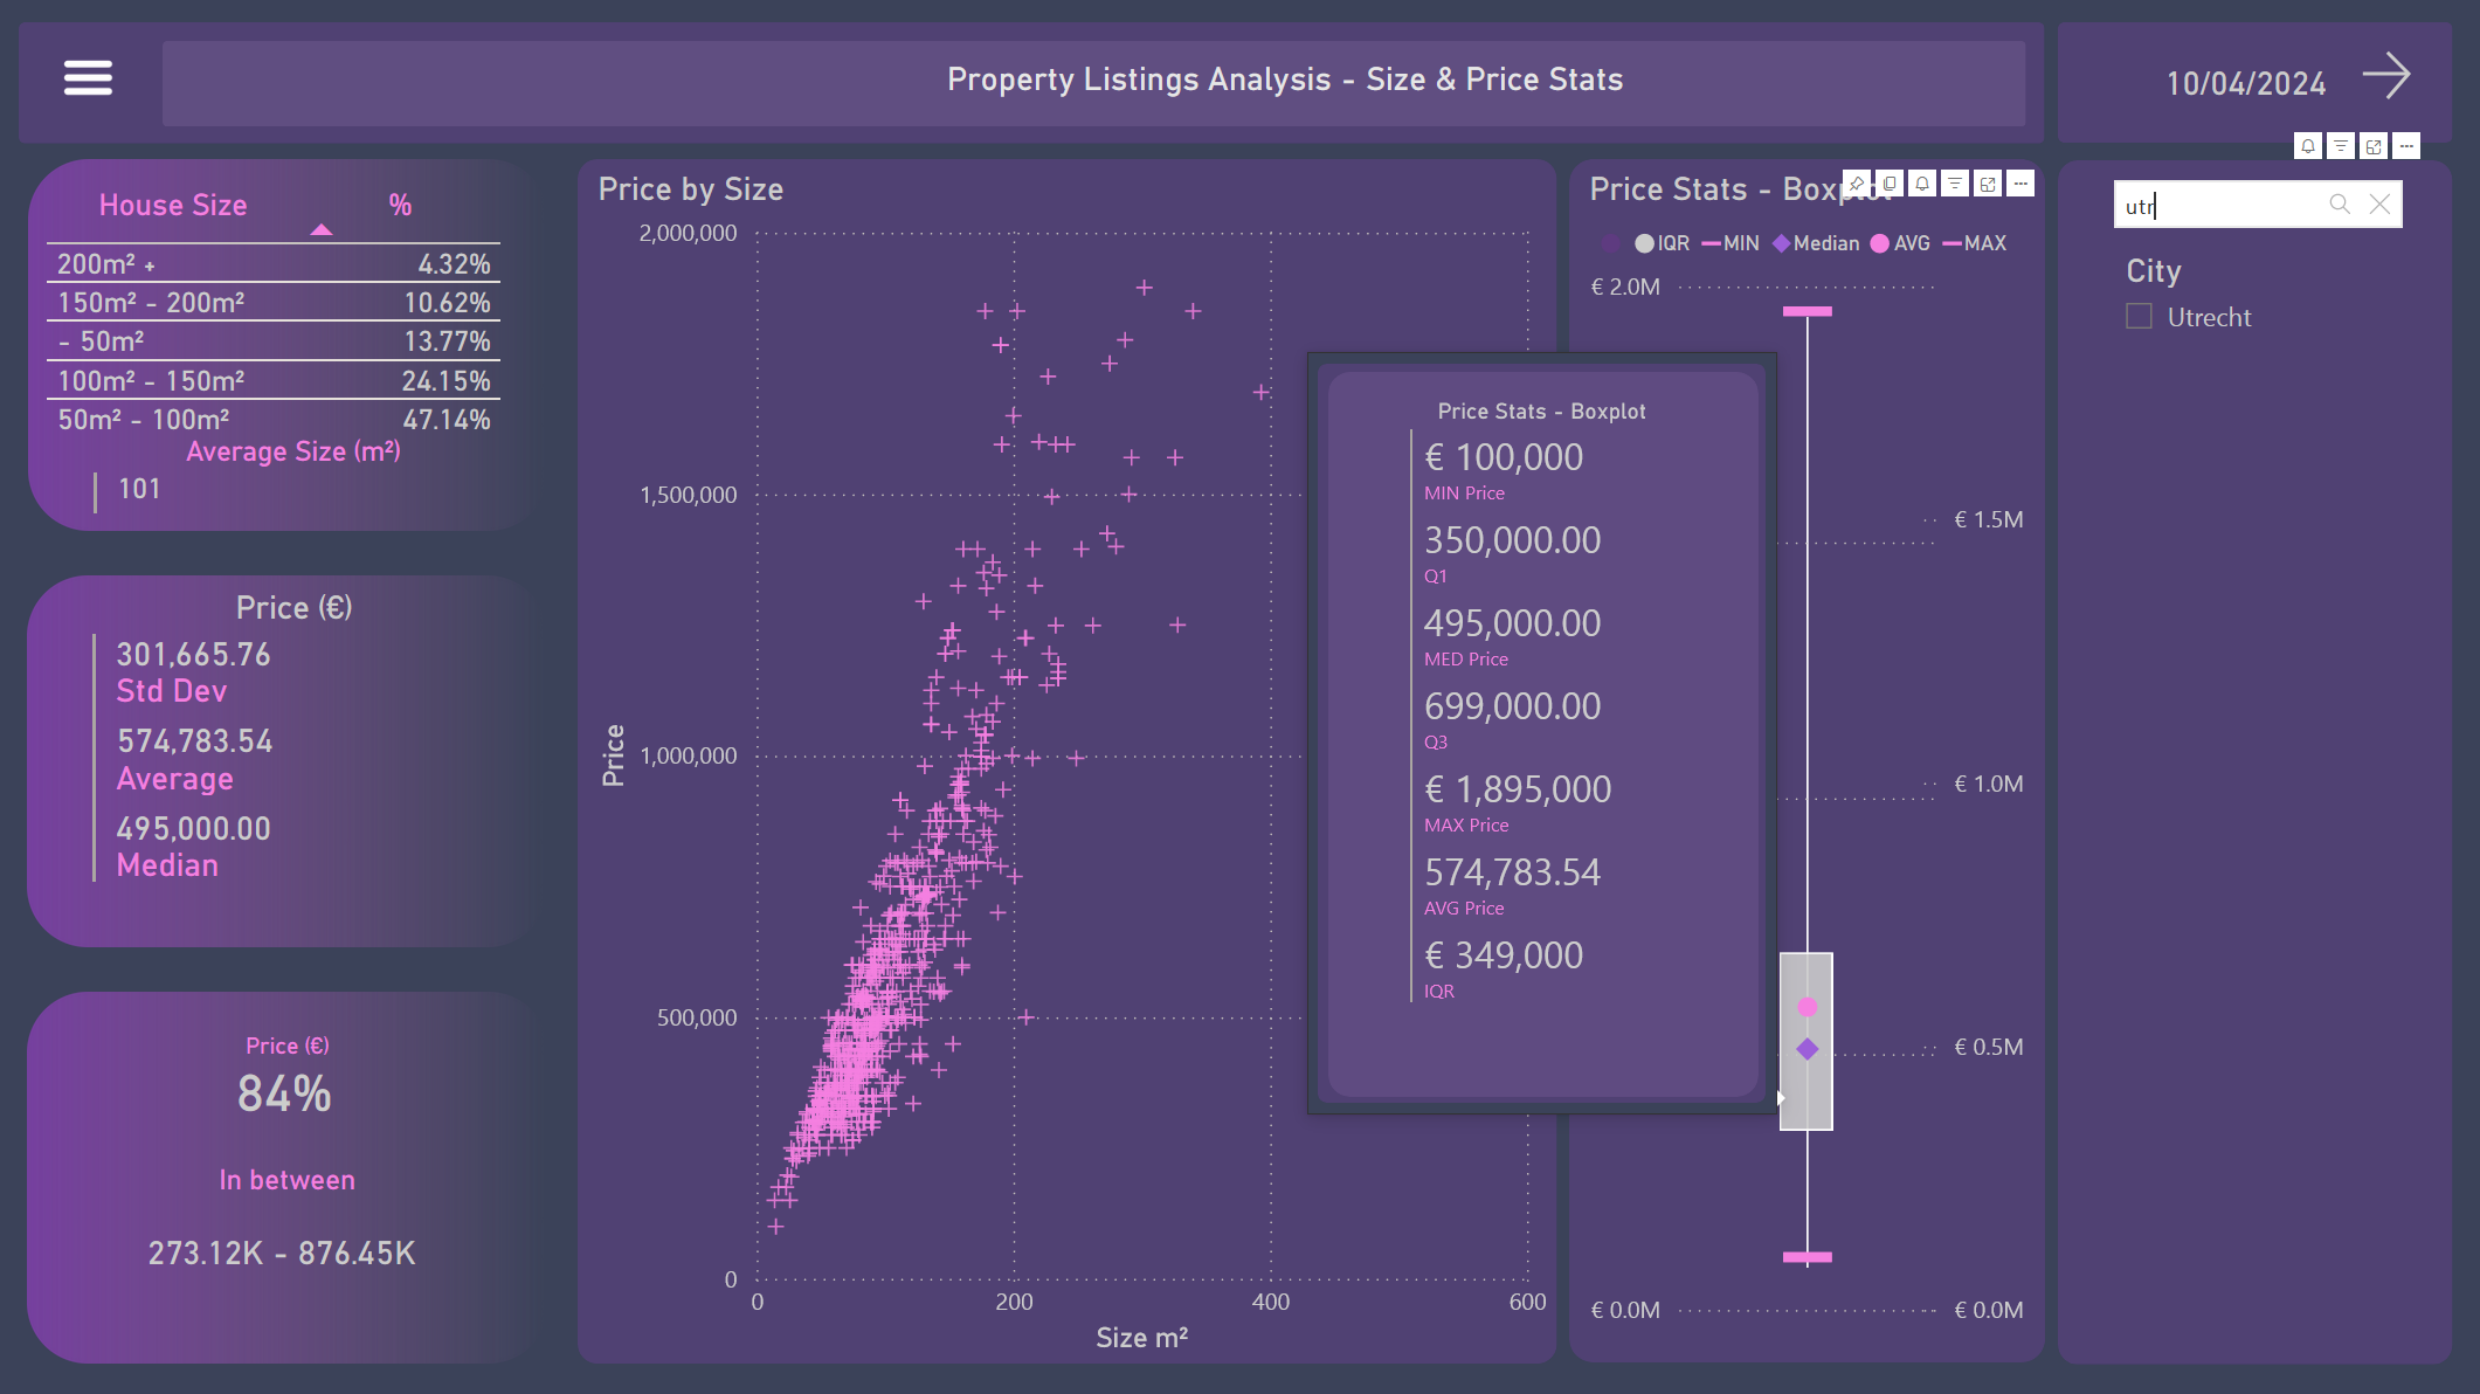 Property Listings Analysis - Size & Price Stats
10/04/2024
House Size %
200m² + 4.32%
150m² - 200m² 10.62%
- 50m² 13.77%
100m² - 150m² 24.15%
50m² - 100m² 47.14%
Average Size (m²)
101
Price (€)
301,665.76
Std Dev
574,783.54
Average
495,000.00
Median
Price (€)
84%
In between
273.12K - 876.45K
Price by Size
2,000,000
1,500,000
1,000,000
500,000
0
Price
0 200 400 600
Size m²
Price Stats - Boxplot
IQR MIN Median AVG MAX
€ 2.0M
€ 1.5M
€ 1.0M
€ 0.5M
€ 0.0M € 0.0M
Price Stats - Boxplot
€ 100,000
MIN Price
350,000.00
Q1
495,000.00
MED Price
699,000.00
Q3
€ 1,895,000
MAX Price
574,783.54
AVG Price
€ 349,000
IQR
utr
City
Utrecht